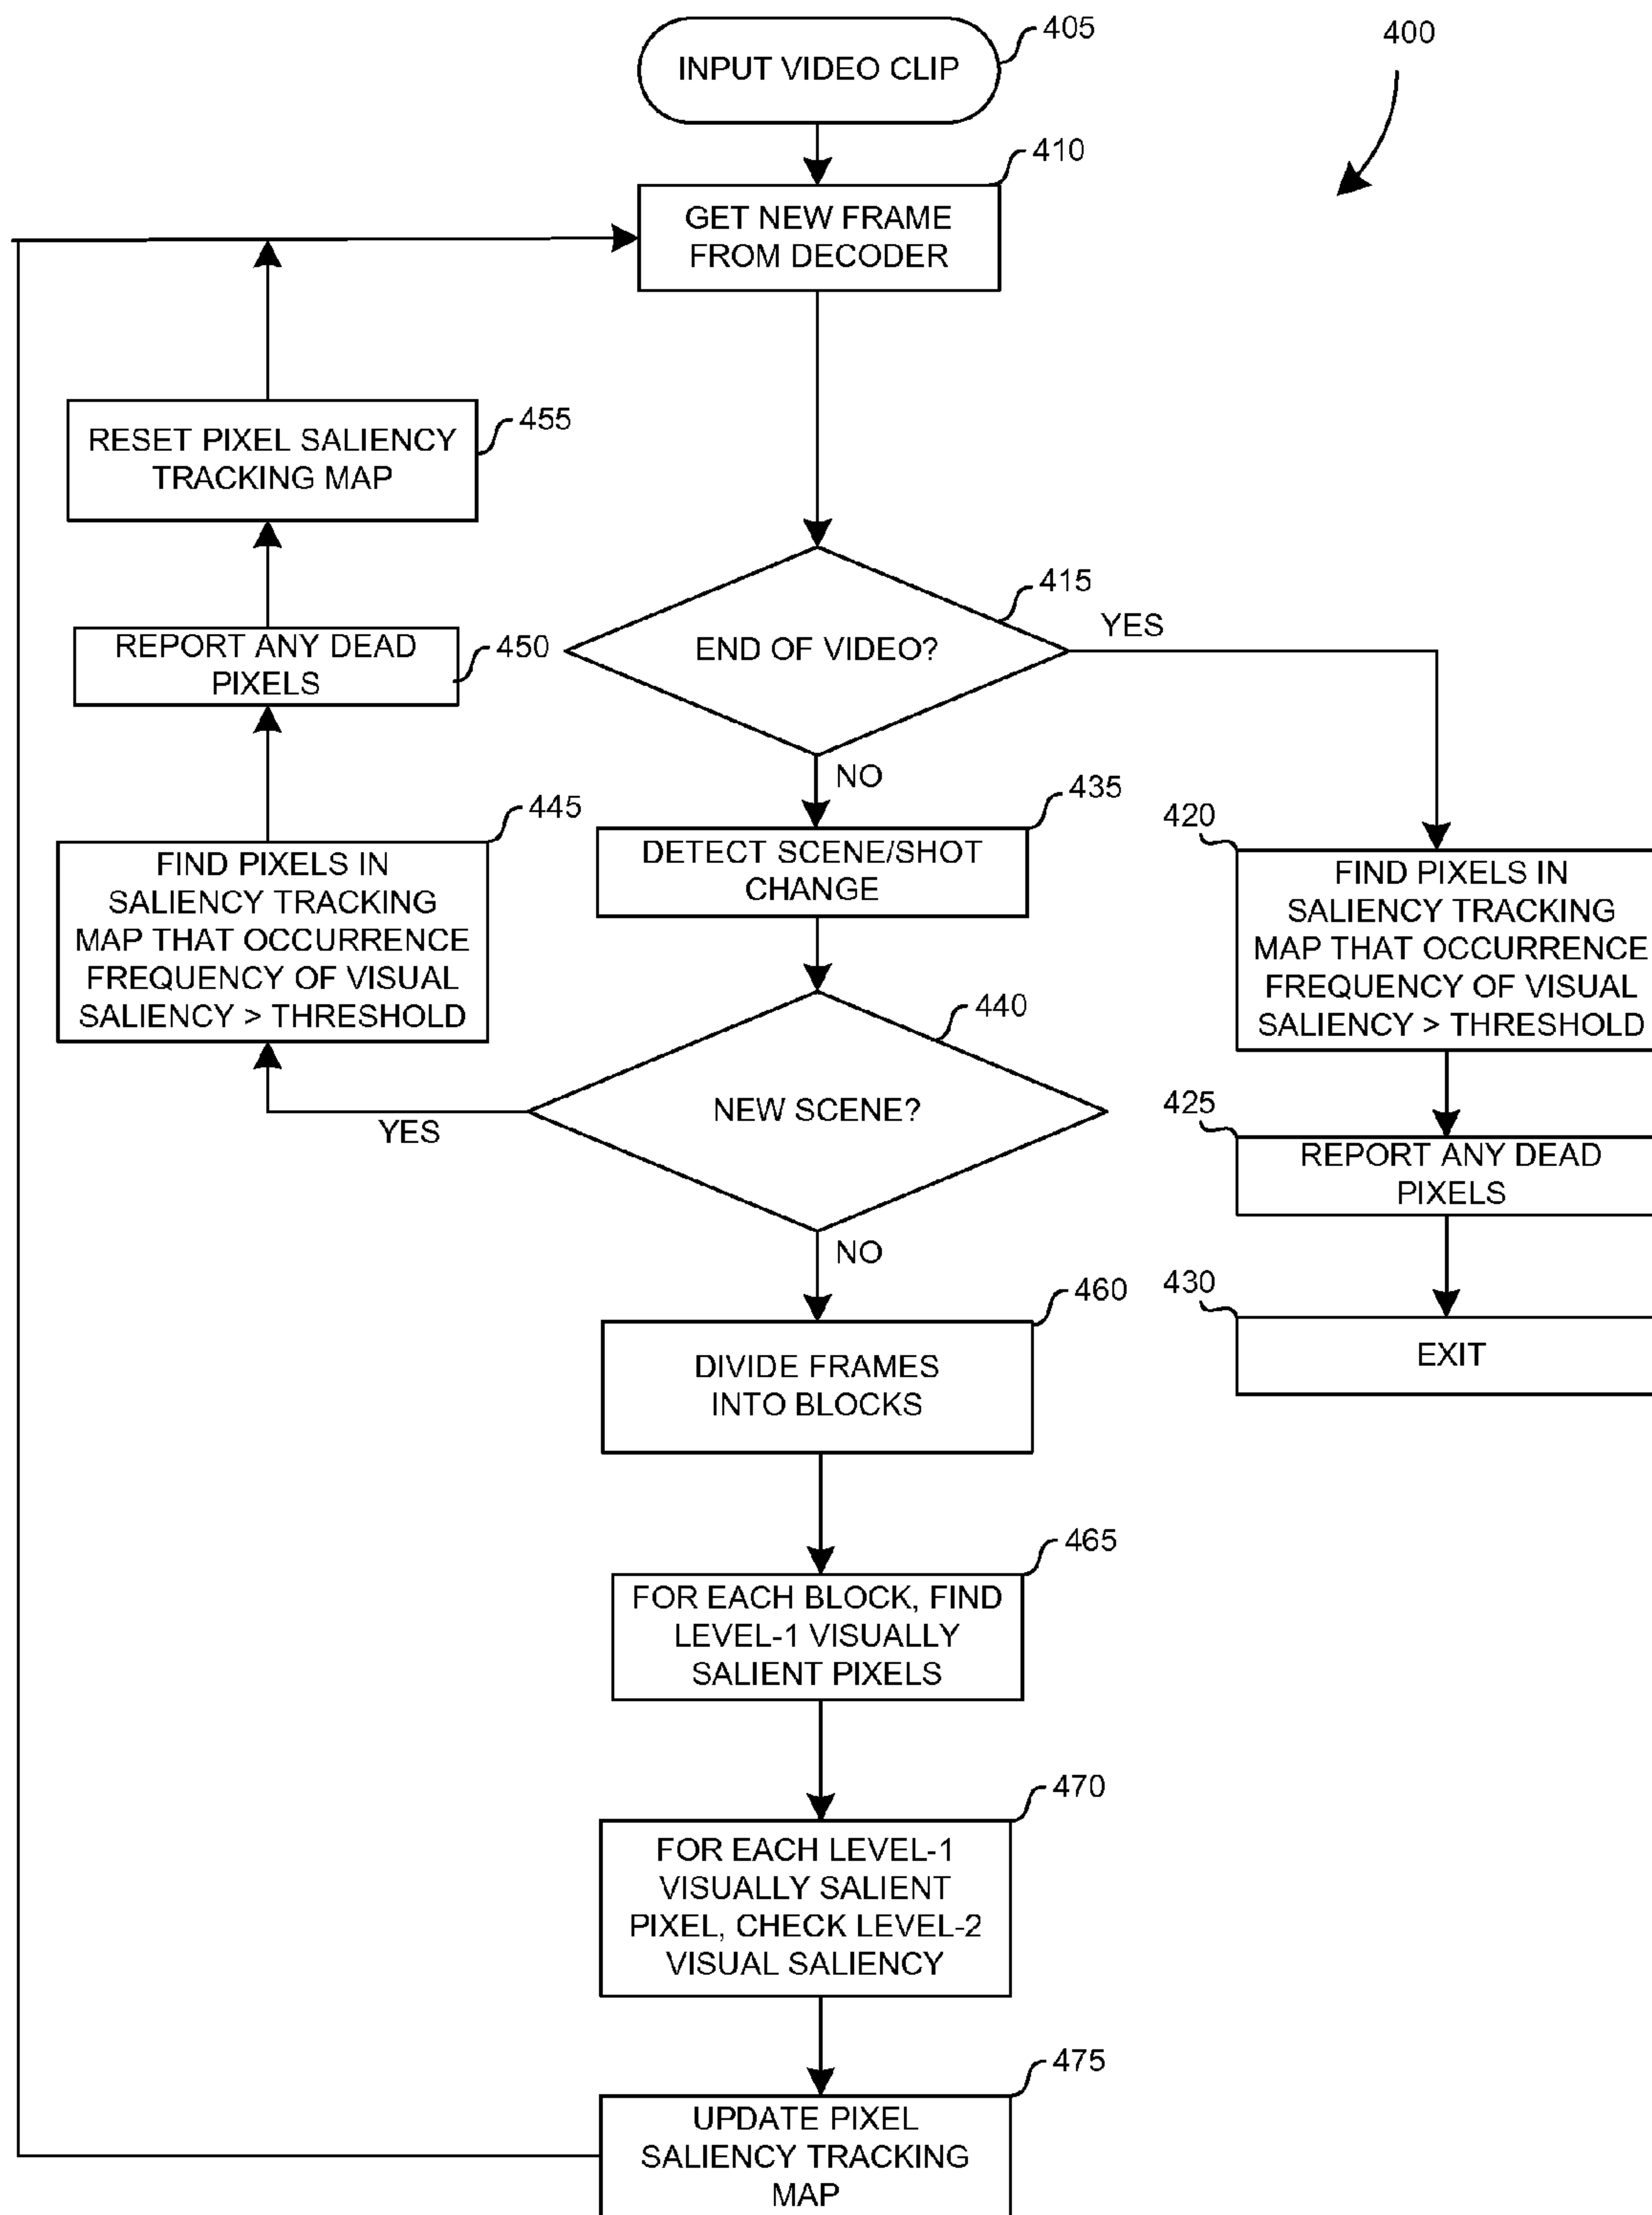 405
400
INPUT VIDEO CLIP
410
GET NEW FRAME
FROM DECODER
455
RESET PIXEL SALIENCY
TRACKING MAP
415
END OF VIDEO?
YES
NO
REPORT ANY DEAD
PIXELS
450
435
DETECT SCENE/SHOT
CHANGE
445
FIND PIXELS IN
SALIENCY TRACKING
MAP THAT OCCURRENCE
FREQUENCY OF VISUAL
SALIENCY > THRESHOLD
420
FIND PIXELS IN
SALIENCY TRACKING
MAP THAT OCCURRENCE
FREQUENCY OF VISUAL
SALIENCY > THRESHOLD
440
NEW SCENE?
YES
NO
425
REPORT ANY DEAD
PIXELS
430
EXIT
460
DIVIDE FRAMES
INTO BLOCKS
465
FOR EACH BLOCK, FIND
LEVEL-1 VISUALLY
SALIENT PIXELS
470
FOR EACH LEVEL-1
VISUALLY SALIENT
PIXEL, CHECK LEVEL-2
VISUAL SALIENCY
475
UPDATE PIXEL
SALIENCY TRACKING
MAP